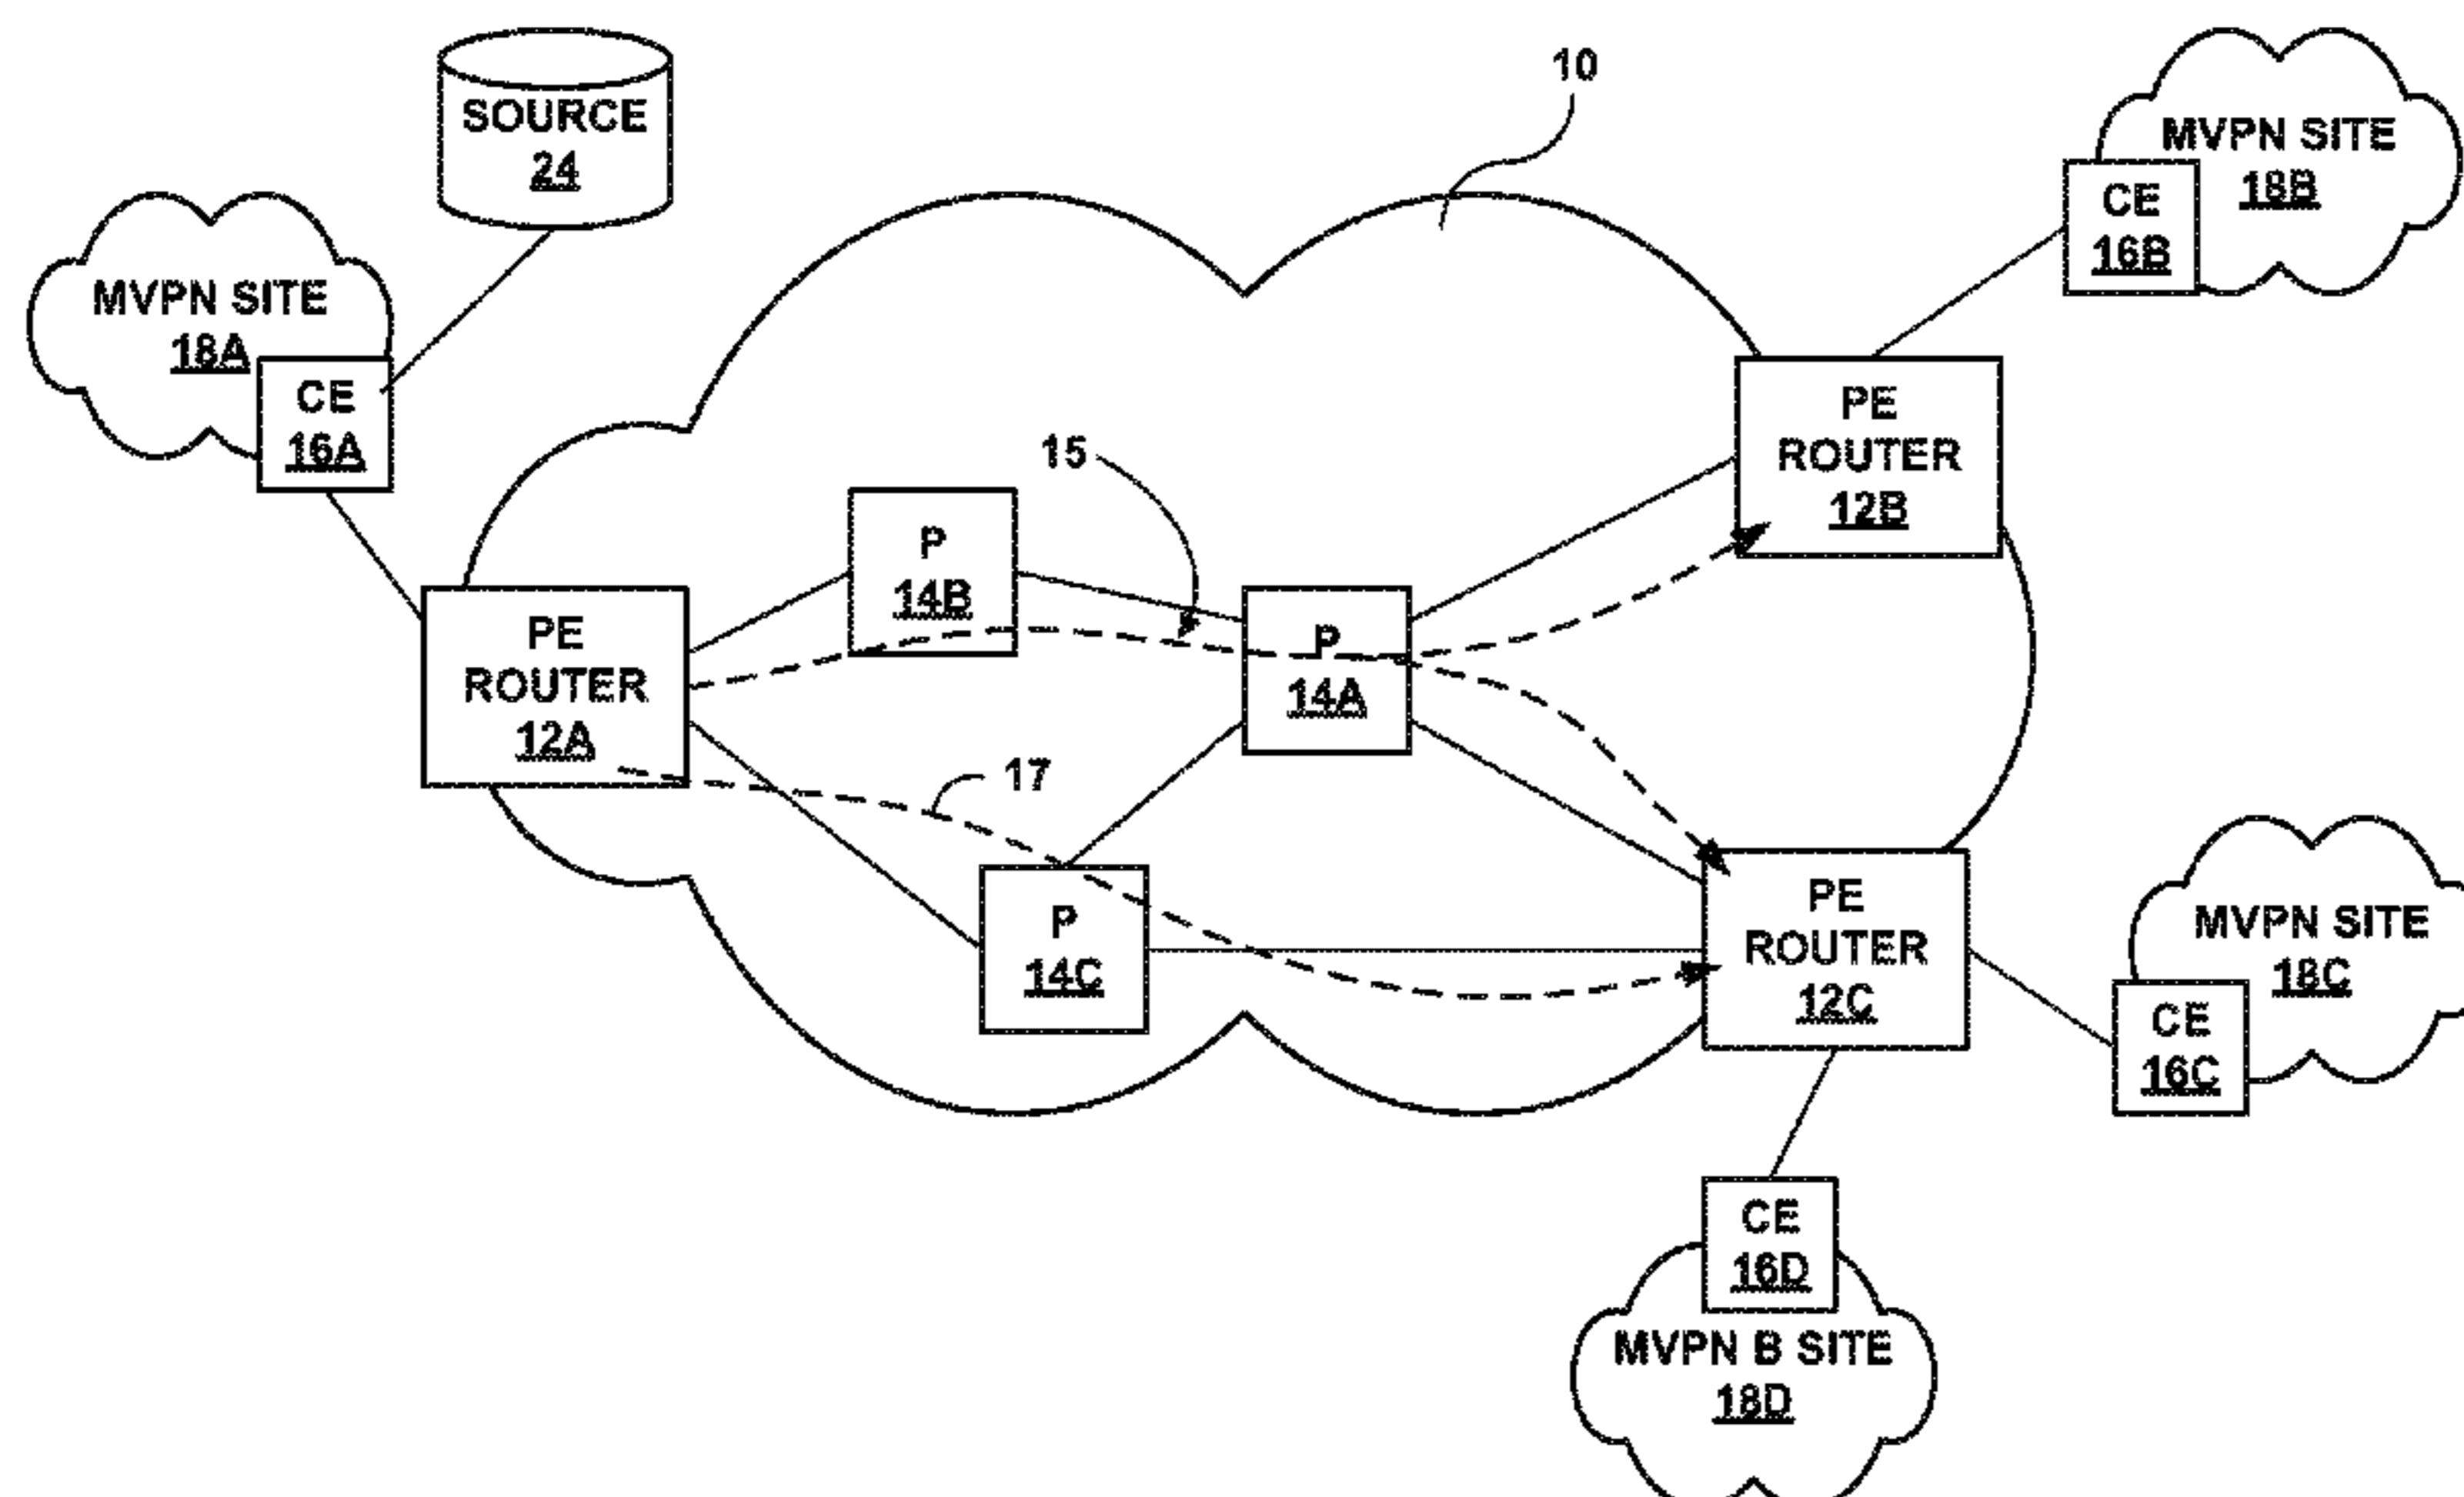 10
SOURCE
24
MVPN SITE
18B
CE
16B
MVPN SITE
18A
CE
16A
PE
ROUTER
12B
15
P
14B
PE
ROUTER
12A
P
14A
17
PE
ROUTER
12C
P
14C
MVPN SITE
18C
CE
16C
CE
16D
MVPN B SITE
18D